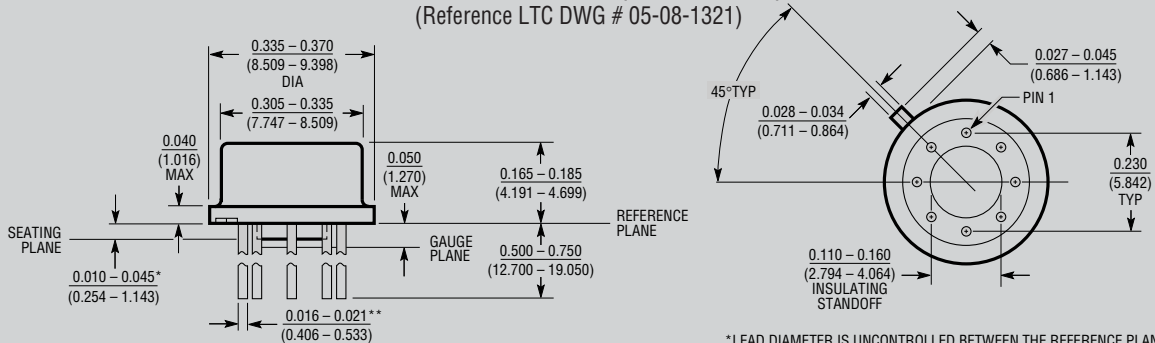 (Reference LTC DWG # 05-08-1321)
0.335 – 0.370
(8.509 – 9.398)
DIA
0.305 – 0.335
(7.747 – 8.509)
0.040
(1.016)
MAX
0.050
(1.270)
MAX
0.165 – 0.185
(4.191 – 4.699)
SEATING
PLANE
GAUGE
PLANE
REFERENCE
PLANE
0.010 – 0.045*
(0.254 – 1.143)
0.500 – 0.750
(12.700 – 19.050)
0.016 – 0.021**
(0.406 – 0.533)
45°TYP
0.028 – 0.034
(0.711 – 0.864)
0.027 – 0.045
(0.686 – 1.143)
PIN 1
0.230
(5.842)
TYP
0.110 – 0.160
(2.794 – 4.064)
INSULATING
STANDOFF
*LEAD DIAMETER IS UNCONTROLLED BETWEEN THE REFERENCE PLAN